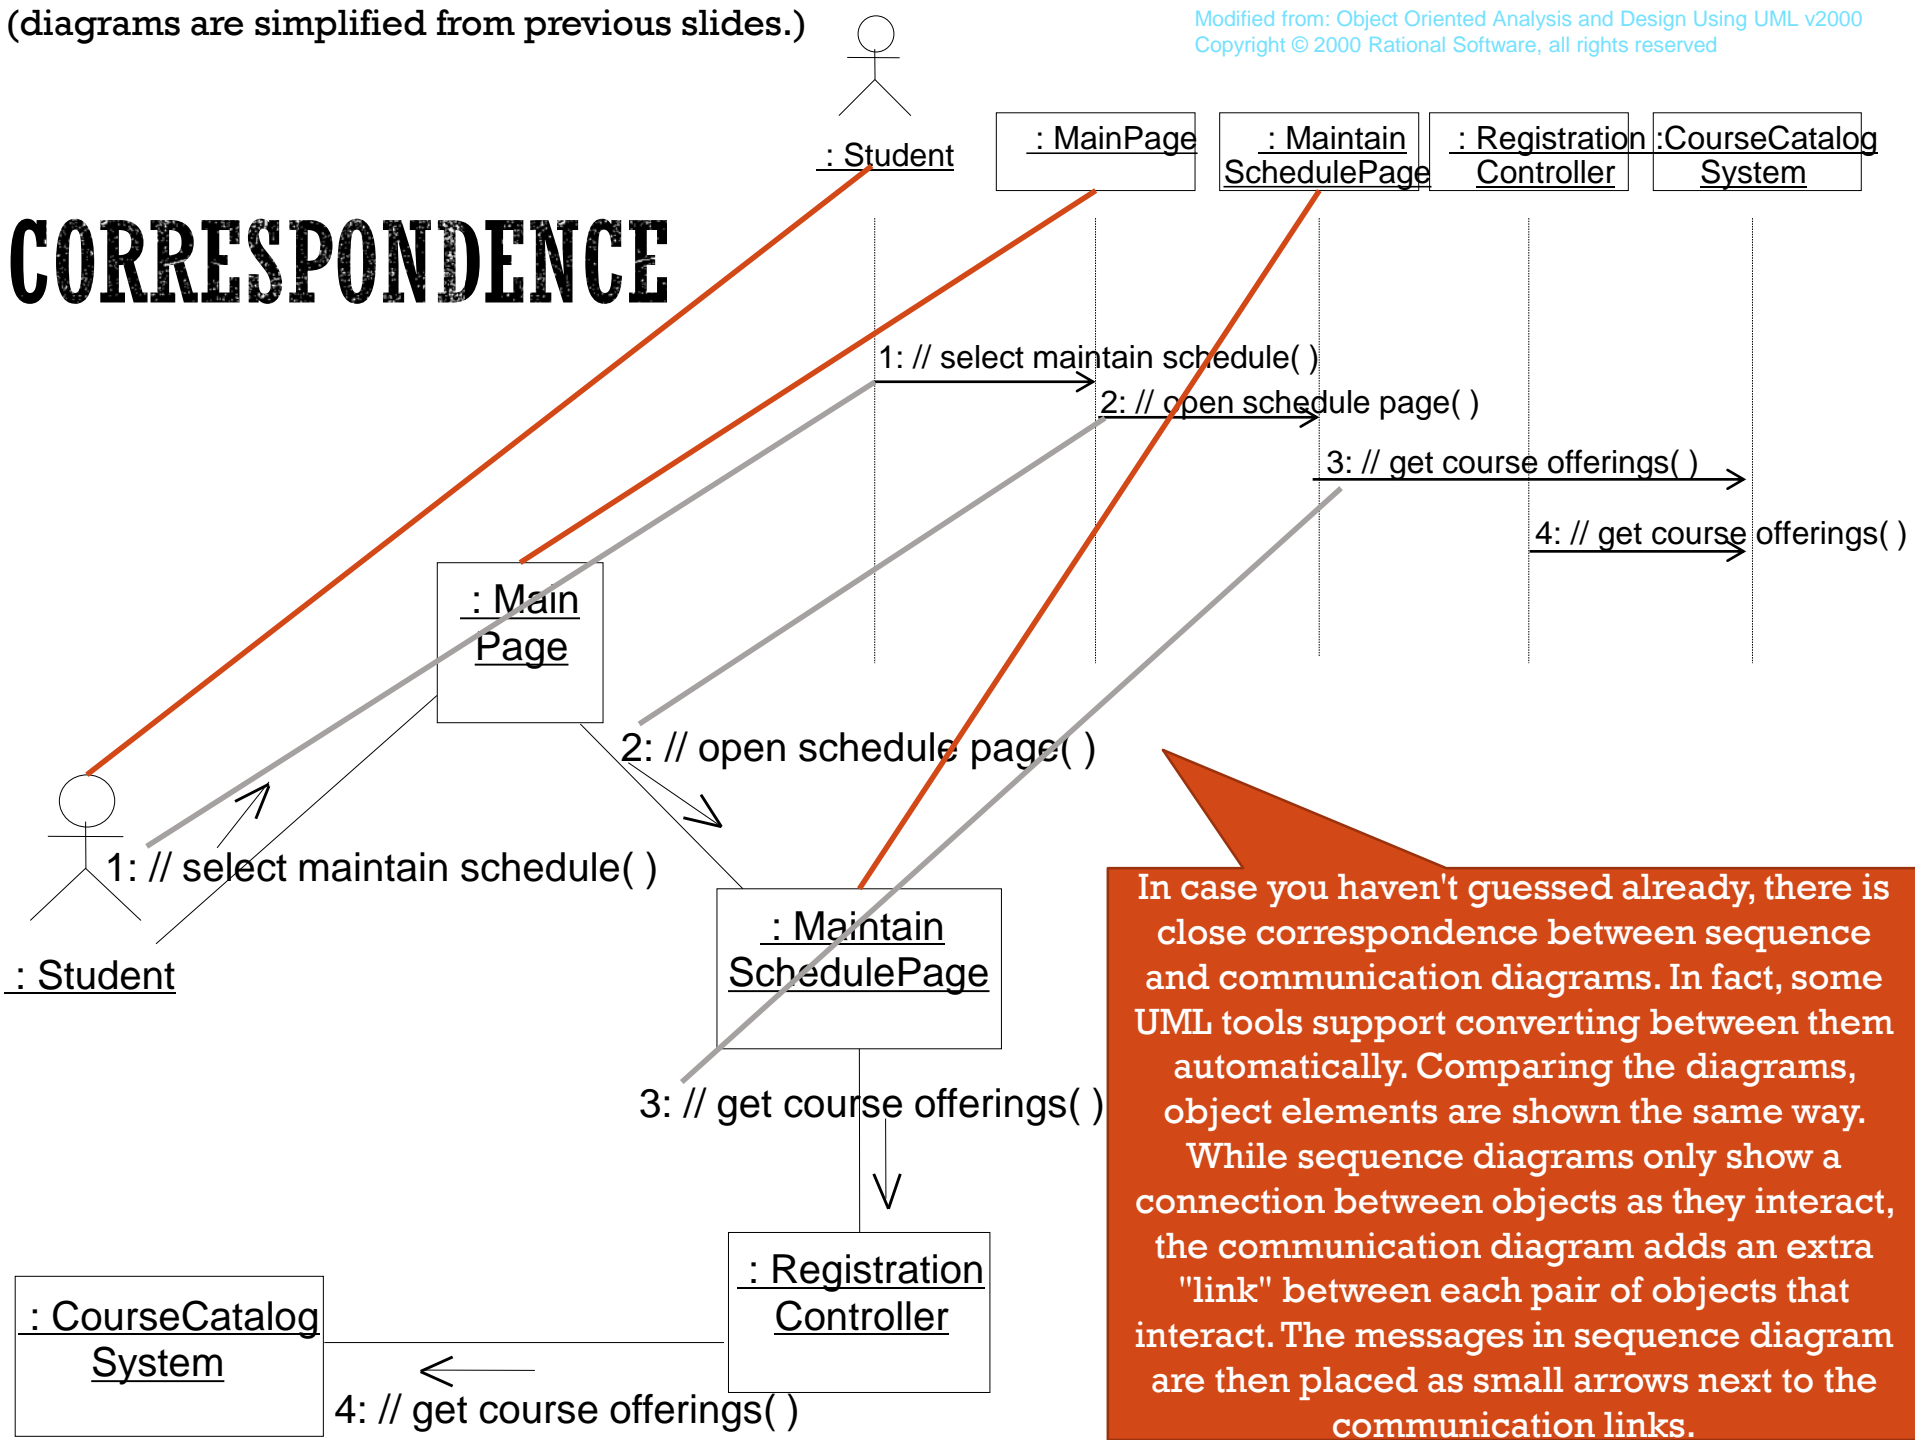 (diagrams are simplified from previous slides.)
Modified from: Object Oriented Analysis and Design Using UML v2000
Copyright © 2000 Rational Software, all rights reserved
: Student
: MainPage
: Maintain
SchedulePage
: Registration
Controller
:CourseCatalog
System
CORRESPONDENCE
1: // select maintain schedule( )
2: // open schedule page( )
3: // get course offerings( )
4: // get course offerings( )
: Main
Page
2: // open schedule page( )
1: // select maintain schedule( )
: Student
: Maintain
SchedulePage
3: // get course offerings( )
: Registration
Controller
: CourseCatalog
System
4: // get course offerings( )
In case you haven't guessed already, there is
close correspondence between sequence
and communication diagrams. In fact, some
UML tools support converting between them
automatically. Comparing the diagrams,
object elements are shown the same way.
While sequence diagrams only show a
connection between objects as they interact,
the communication diagram adds an extra
"link" between each pair of objects that
interact. The messages in sequence diagram
are then placed as small arrows next to the
communication links.